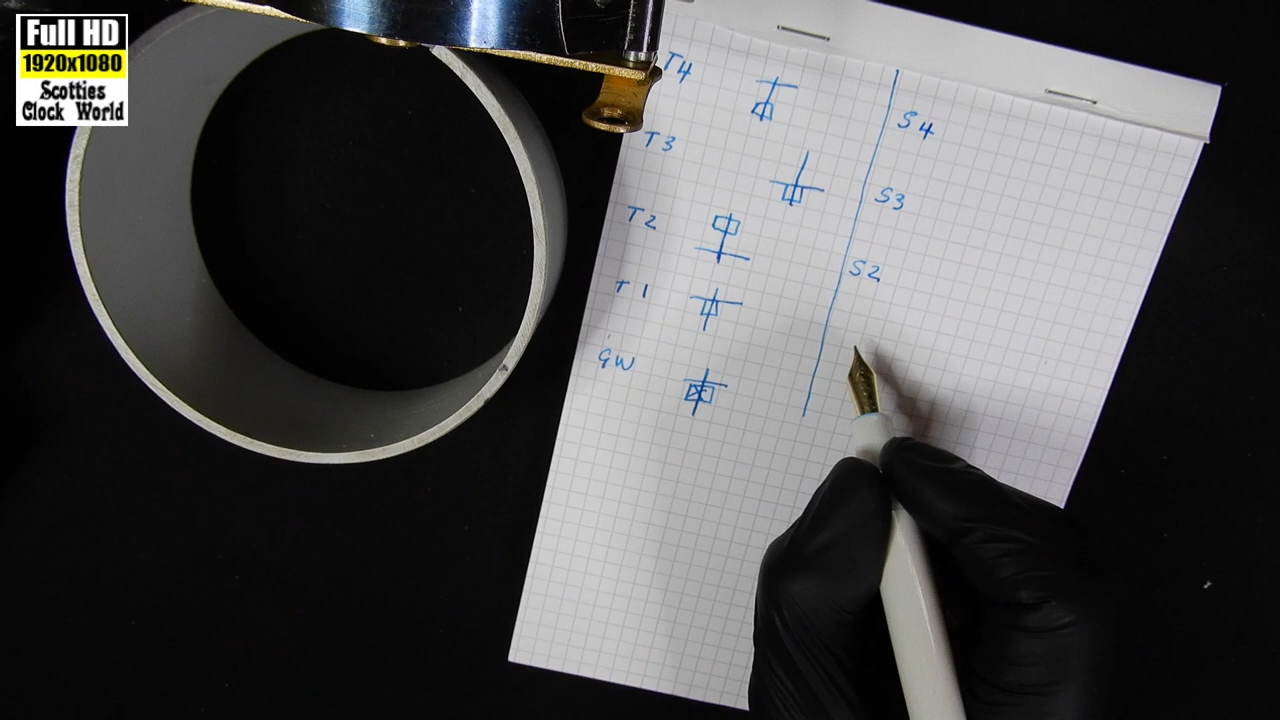 Full HD
1920x1080
Scotties
Clock World
T4
S4
T3
S3
T2
S2
T1
GW